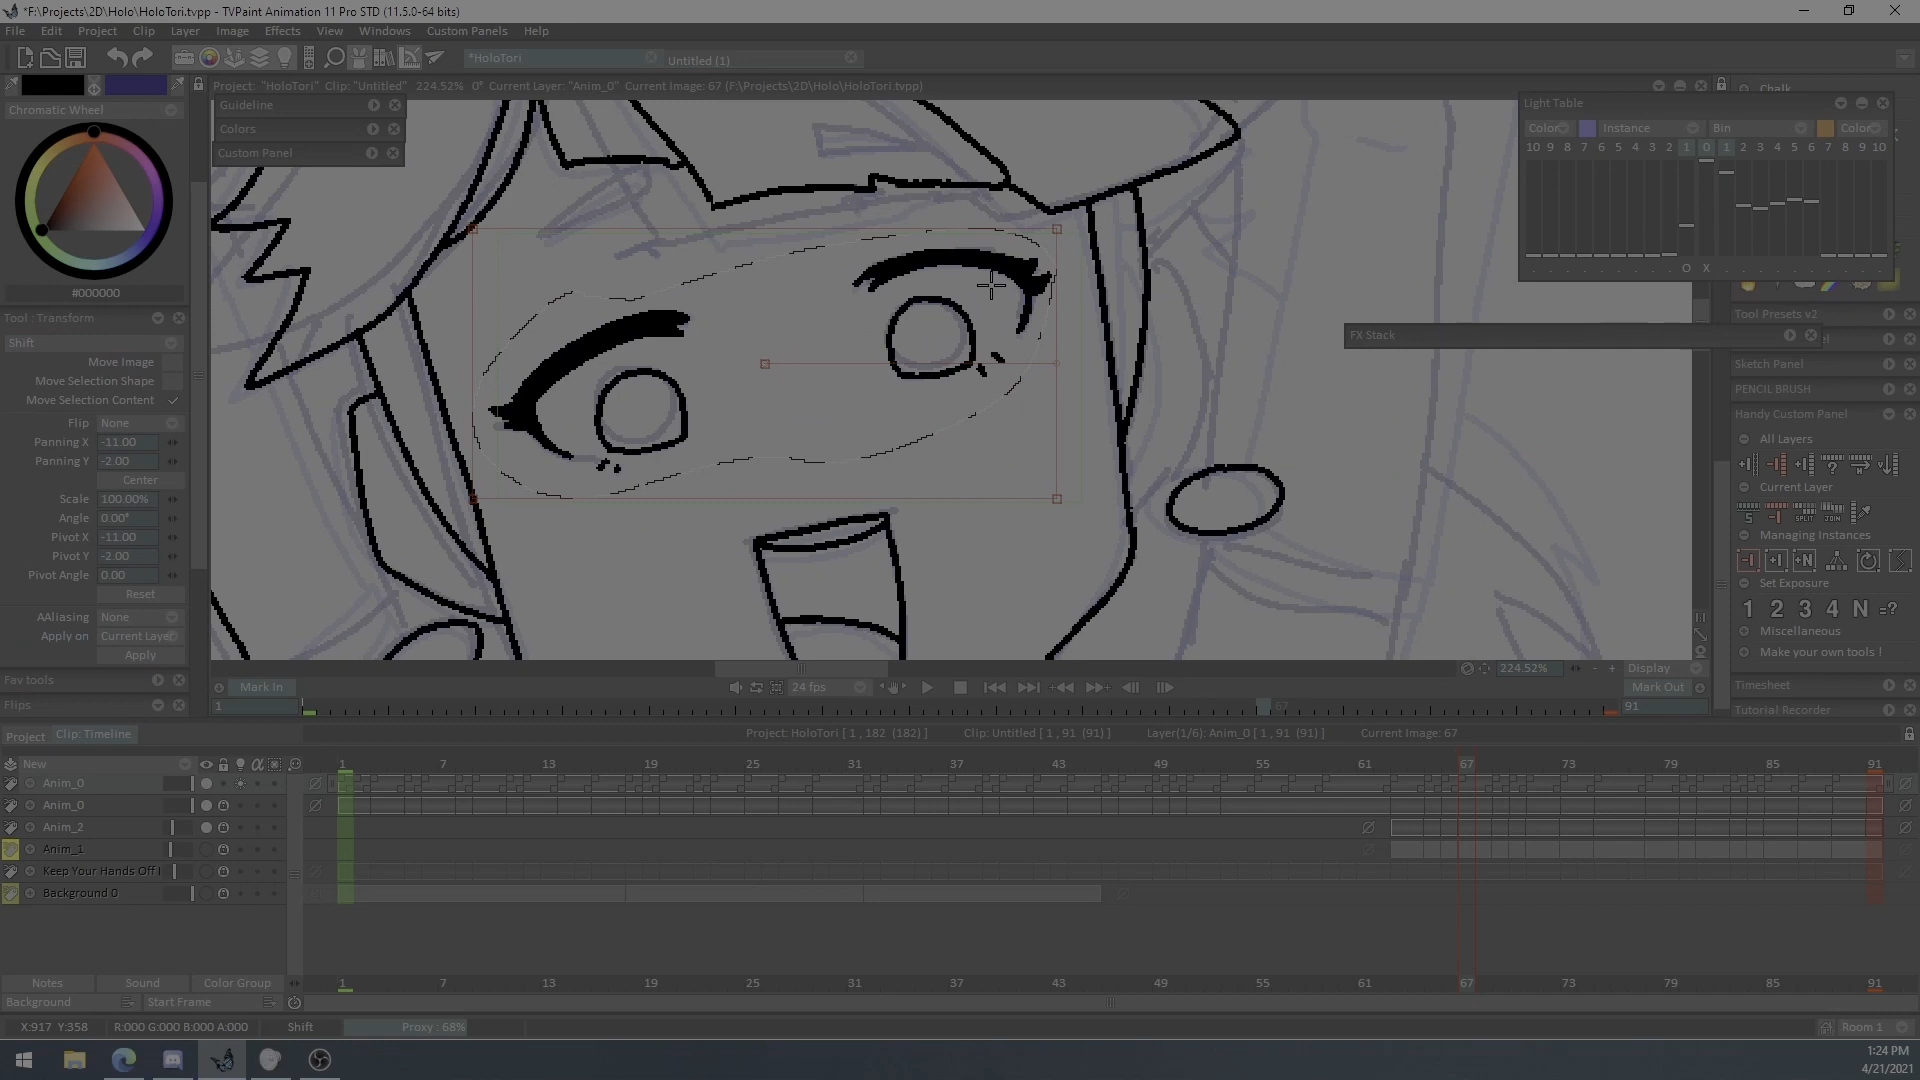 *F:\Projects\2D\Holo\HoloTori.tvpp - TVPaint Animation 11 Pro STD (11.5.0-64 bits)
File Edit Project Clip Layer Image Effects View Windows Custom Panels Help
*HoloTori Untitled (1)
Project: "HoloTori" Clip: "Untitled" 224.52% 0° Current Layer: "Anim_0" Current Image: 67 (F:\Projects\2D\Holo\HoloTori.tvpp)
Chalk
Chromatic Wheel
#000000
Guideline
Colors
Custom Panel
Light Table
Color Instance Bin Color
10 9 8 7 6 5 4 3 2 1 0 1 2 3 4 5 6 7 8 9 10
O X
FX Stack
Tool : Transform
Shift
Move Image
Move Selection Shape
Move Selection Content
Flip None
Panning X -11.00
Panning Y -2.00
Center
Scale 100.00%
Angle 0.00°
Pivot X -11.00
Pivot Y -2.00
Pivot Angle 0.00
Reset
AAliasing None
Apply on Current Layer
Apply
Fav tools
Flips
Tool Presets v2
Sketch Panel
PENCIL BRUSH
Handy Custom Panel
All Layers
Current Layer
SPLIT JOIN
Managing Instances
Set Exposure
1 2 3 4 N =?
Miscellaneous
Make your own tools !
Timesheet
Tutorial Recorder
224.52% - + Display
Mark In 24 fps Mark Out
1 67 91
Project Clip: Timeline
Project: HoloTori [ 1 , 182 (182) ] Clip: Untitled [ 1 , 91 (91) ] Layer(1/6): Anim_0 [ 1 , 91 (91) ] Current Image: 67
New
1 7 13 19 25 31 37 43 49 55 61 67 73 79 85 91
Anim_0
Anim_0
Anim_2
Anim_1
Keep Your Hands Off
Background 0
Notes Sound Color Group
1 7 13 19 25 31 37 43 49 55 61 67 73 79 85 91
Background Start Frame
X:917 Y:358 R:000 G:000 B:000 A:000 Shift Proxy : 68% Room 1
1:24 PM
4/21/2021